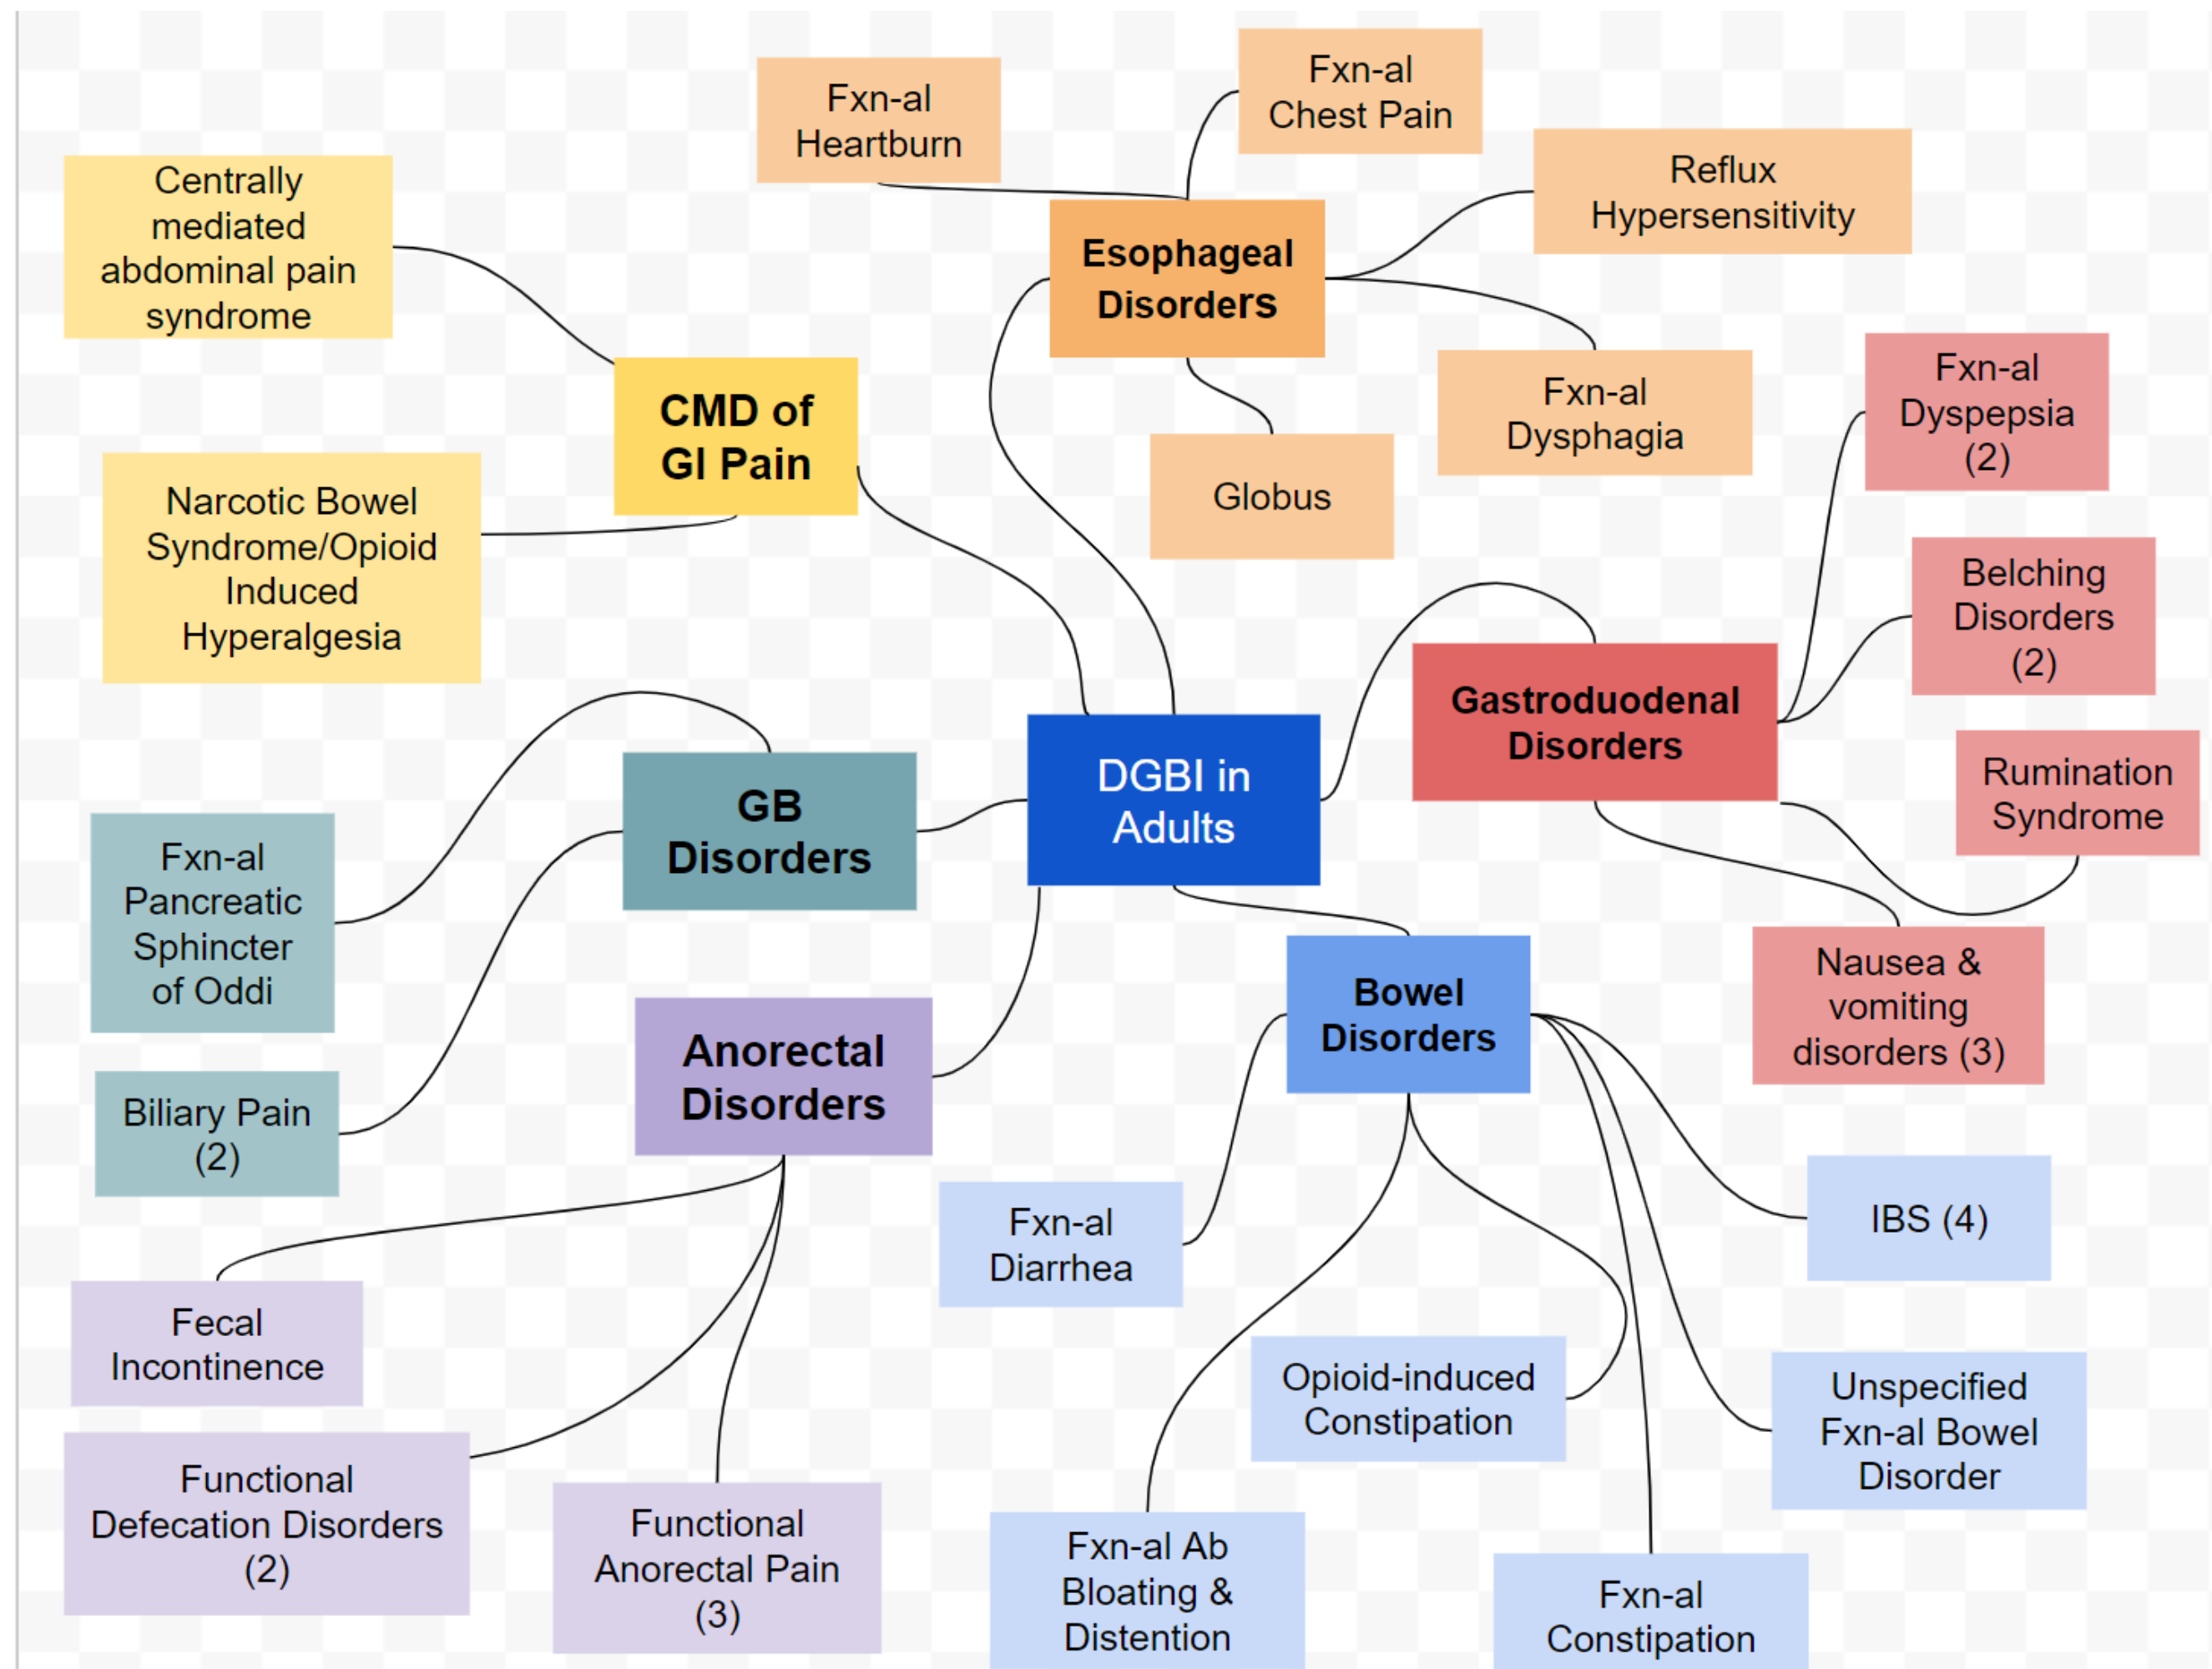 Fxn-al
Heartburn
Fxn-al
Chest Pain
Reflux
Hypersensitivity
Centrally
mediated
abdominal pain
syndrome
Esophageal
Disorders
CMD of
GI Pain
Fxn-al
Dysphagia
Fxn-al
Dyspepsia
(2)
Globus
Narcotic Bowel
Syndrome/Opioid
Induced
Hyperalgesia
Belching
Disorders
(2)
Gastroduodenal
Disorders
Rumination
Syndrome
DGBI in
Adults
GB
Disorders
Fxn-al
Pancreatic
Sphincter
of Oddi
Nausea &
vomiting
disorders (3)
Bowel
Disorders
Anorectal
Disorders
Biliary Pain
(2)
Fxn-al
Diarrhea
IBS (4)
Fecal
Incontinence
Opioid-induced
Constipation
Unspecified
Fxn-al Bowel
Disorder
Functional
Defecation Disorders
(2)
Functional
Anorectal Pain
(3)
Fxn-al Ab
Bloating &
Distention
Fxn-al
Constipation